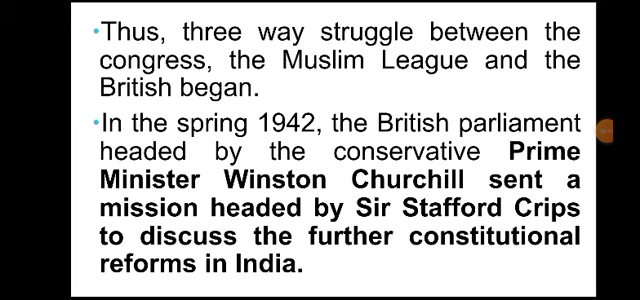 •Thus, three way struggle between the
congress, the Muslim League and the
British began.
•In the spring 1942, the British parliament
headed by the conservative Prime
Minister Winston Churchill sent a
mission headed by Sir Stafford Crips
to discuss the further constitutional
reforms in India.